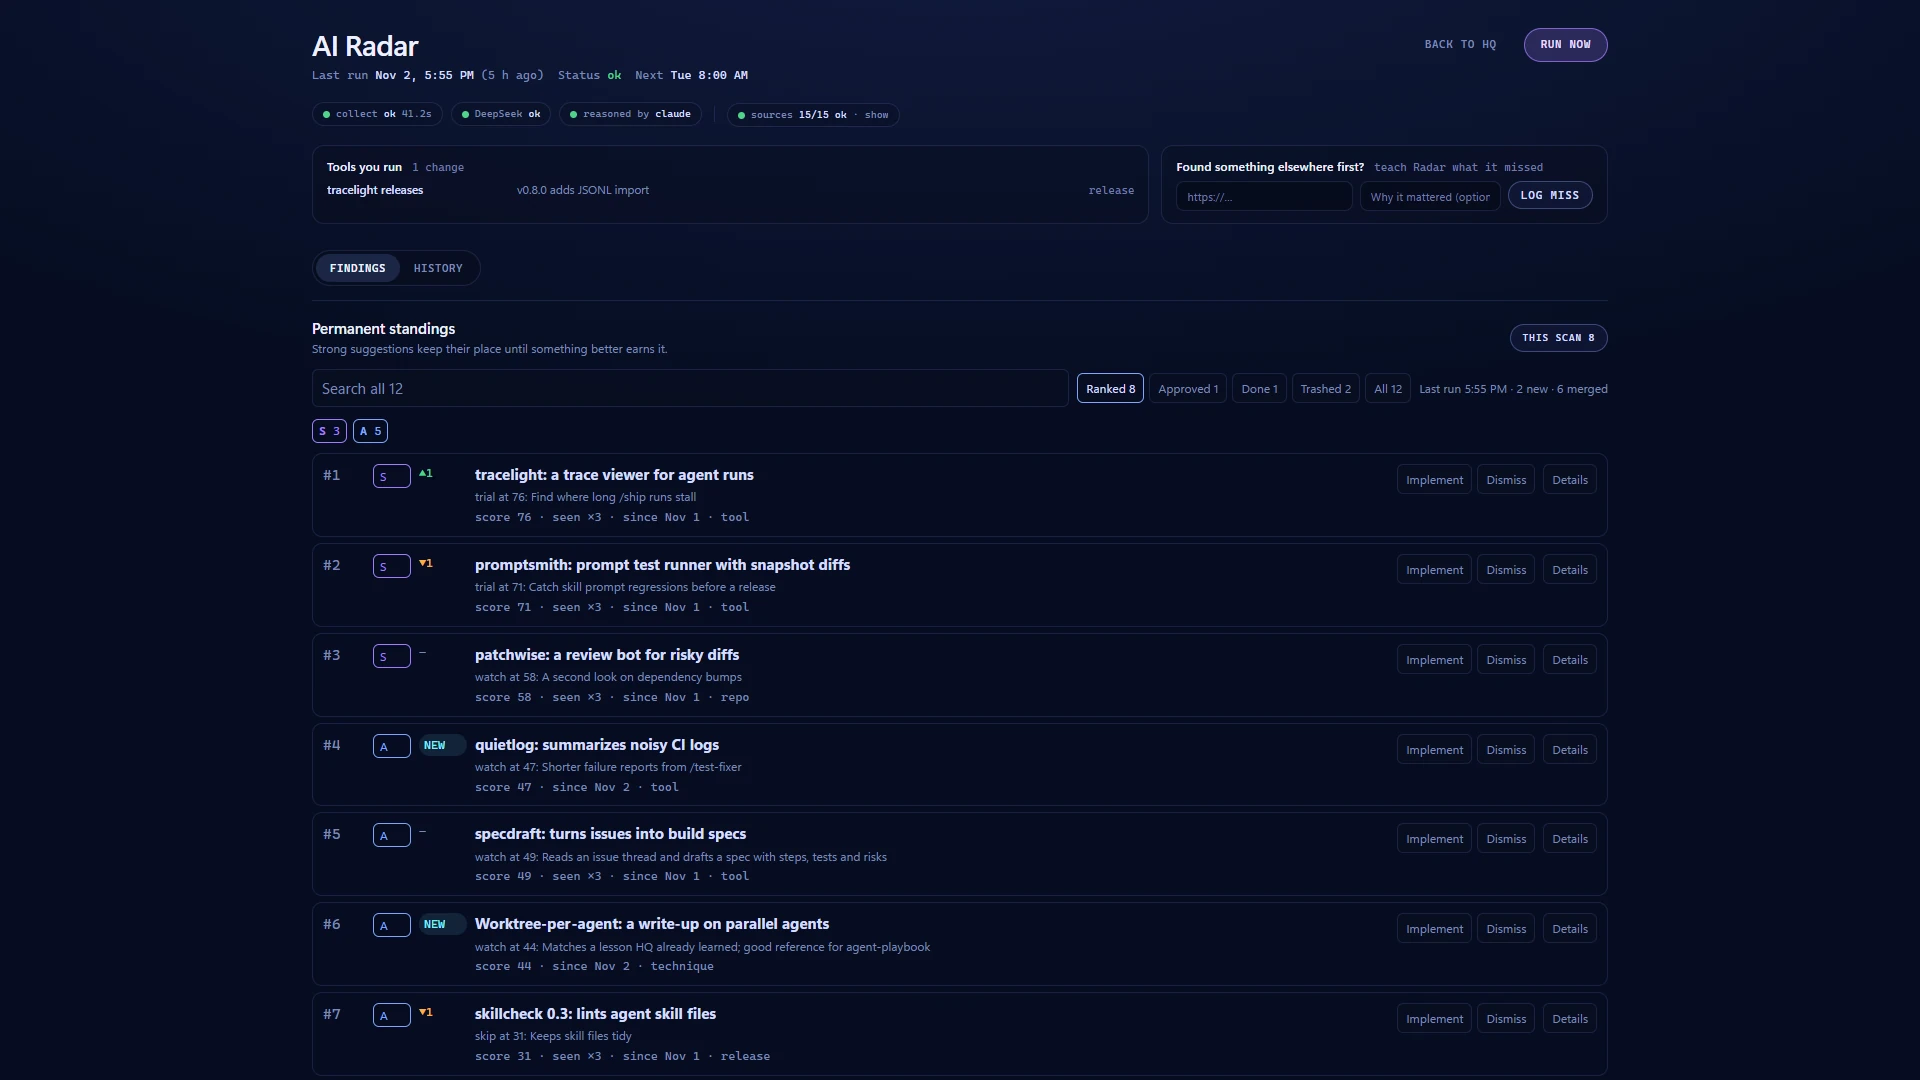 AI Radar
BACK TO HQ
RUN NOW
Last run Nov 2, 5:55 PM (5 h ago) Status ok Next Tue 8:00 AM
collect ok 41.2s
DeepSeek ok
reasoned by claude
sources 15/15 ok · show
Tools you run 1 change
tracelight releases v0.8.0 adds JSONL import release
Found something elsewhere first? teach Radar what it missed
https://...
Why it mattered (option
LOG MISS
FINDINGS
HISTORY
Permanent standings
Strong suggestions keep their place until something better earns it.
THIS SCAN 8
Search all 12
Ranked 8
Approved 1
Done 1
Trashed 2
All 12
Last run 5:55 PM · 2 new · 6 merged
S 3
A 5
#1 S ▲1 tracelight: a trace viewer for agent runs
trial at 76: Find where long /ship runs stall
score 76 · seen ×3 · since Nov 1 · tool
Implement Dismiss Details
#2 S ▼1 promptsmith: prompt test runner with snapshot diffs
trial at 71: Catch skill prompt regressions before a release
score 71 · seen ×3 · since Nov 1 · tool
Implement Dismiss Details
#3 S – patchwise: a review bot for risky diffs
watch at 58: A second look on dependency bumps
score 58 · seen ×3 · since Nov 1 · repo
Implement Dismiss Details
#4 A NEW quietlog: summarizes noisy CI logs
watch at 47: Shorter failure reports from /test-fixer
score 47 · since Nov 2 · tool
Implement Dismiss Details
#5 A – specdraft: turns issues into build specs
watch at 49: Reads an issue thread and drafts a spec with steps, tests and risks
score 49 · seen ×3 · since Nov 1 · tool
Implement Dismiss Details
#6 A NEW Worktree-per-agent: a write-up on parallel agents
watch at 44: Matches a lesson HQ already learned; good reference for agent-playbook
score 44 · since Nov 2 · technique
Implement Dismiss Details
#7 A ▼1 skillcheck 0.3: lints agent skill files
skip at 31: Keeps skill files tidy
score 31 · seen ×3 · since Nov 1 · release
Implement Dismiss Details